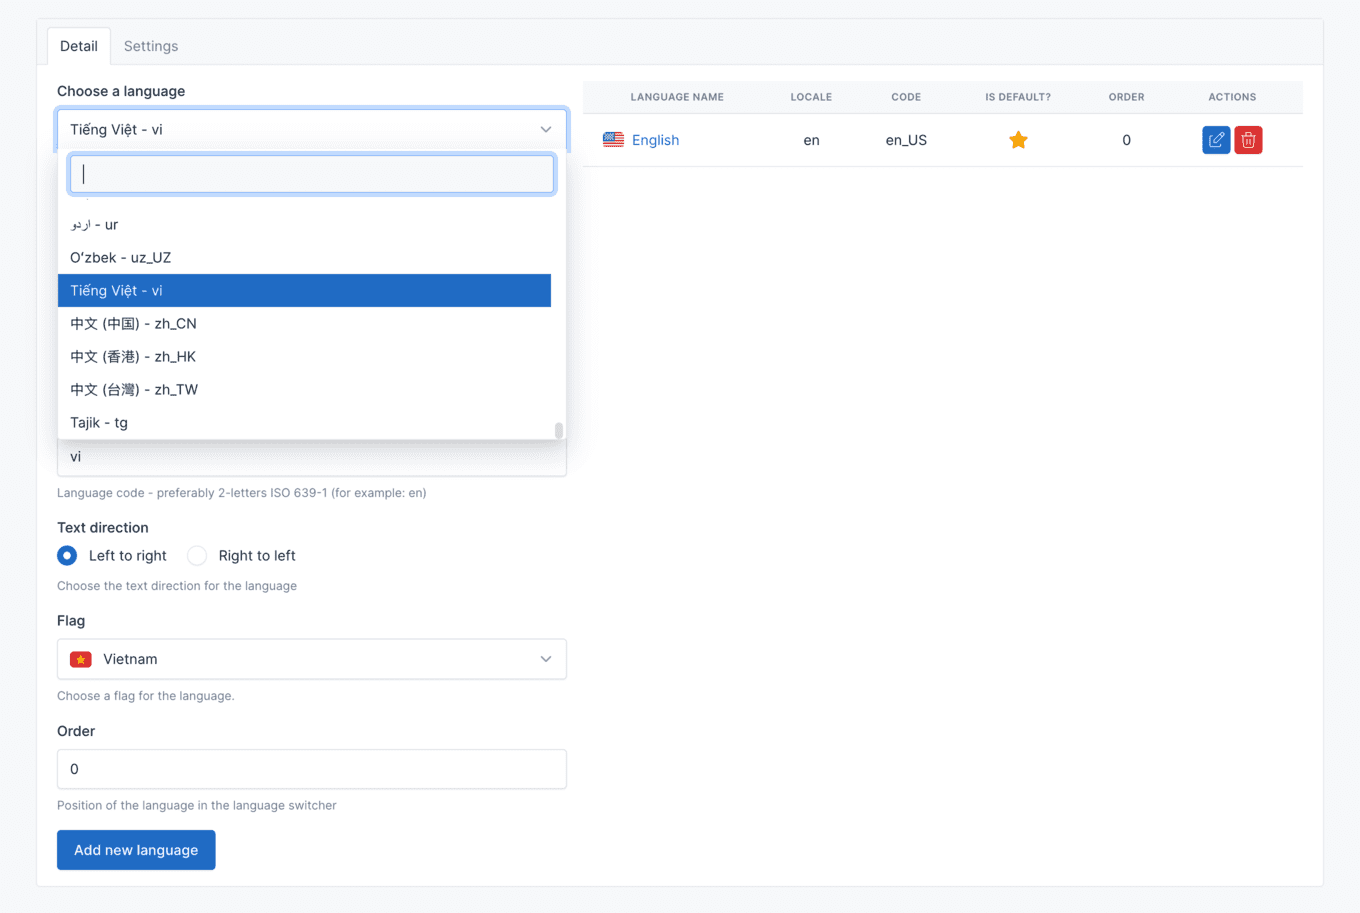 Detail Settings
Choose a language
Tiếng Việt - vi
اردو - ur
Oʻzbek - uz_UZ
Tiếng Việt - vi
中文 (中国) - zh_CN
中文 (香港) - zh_HK
中文 (台灣) - zh_TW
Tajik - tg
vi
Language code - preferably 2-letters ISO 639-1 (for example: en)
Text direction
Left to right Right to left
Choose the text direction for the language
Flag
Vietnam
Choose a flag for the language.
Order
0
Position of the language in the language switcher
Add new language
LANGUAGE NAME LOCALE CODE IS DEFAULT? ORDER ACTIONS
English en en_US 0